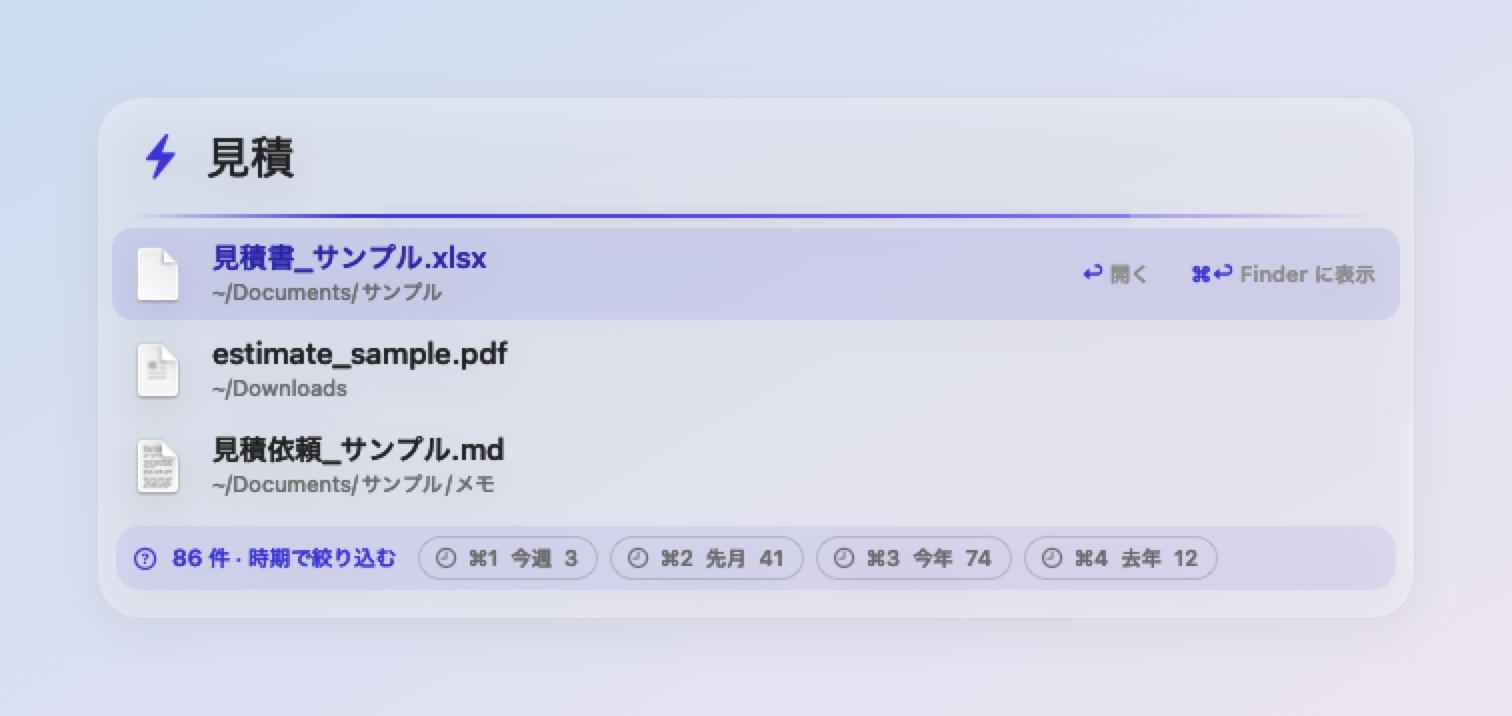 見積
見積書_サンプル.xlsx
~/Documents/サンプル
↩ 開く ⌘↩ Finder に表示
estimate_sample.pdf
~/Downloads
見積依頼_サンプル.md
~/Documents/サンプル/メモ
86 件 · 時期で絞り込む ⌘1 今週 3 ⌘2 先月 41 ⌘3 今年 74 ⌘4 去年 12